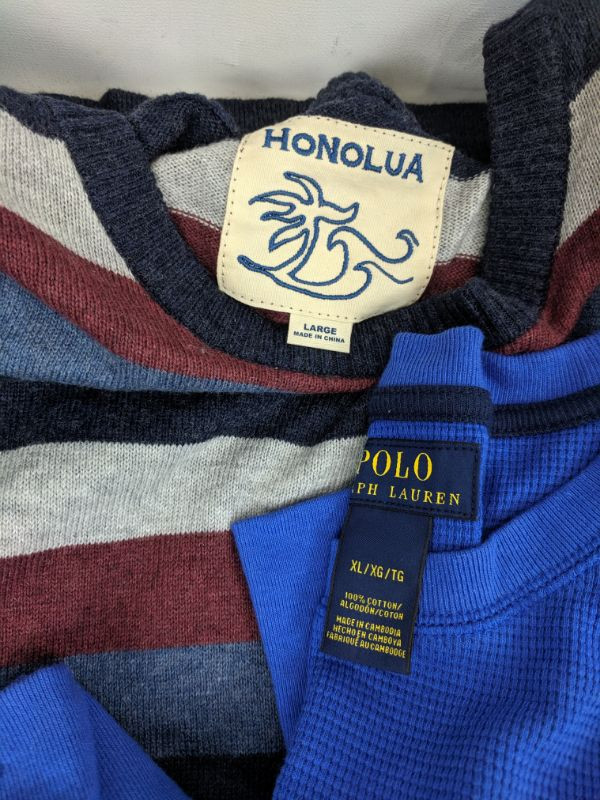 HONOLUA
LARGE
MADE IN CHINA
POLO
PH LAUREN
XL/XG/TG
100% COTTON/
ALGODÓN/COTON
MADE IN CAMBODIA
HECHO EN CAMBOYA
FABRIQUÉ AU CAMBODGE